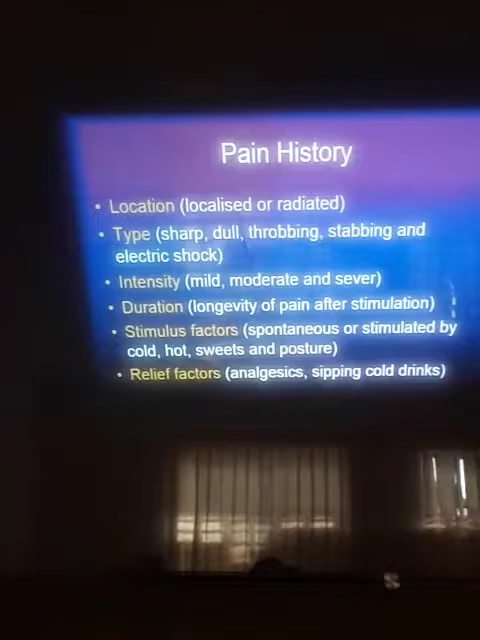 Pain History
• Location (localised or radiated)
• Type (sharp, dull, throbbing, stabbing and
electric shock)
• Intensity (mild, moderate and sever)
• Duration (longevity of pain after stimulation)
• Stimulus factors (spontaneous or stimulated by
cold, hot, sweets and posture)
• Relief factors (analgesics, sipping cold drinks)